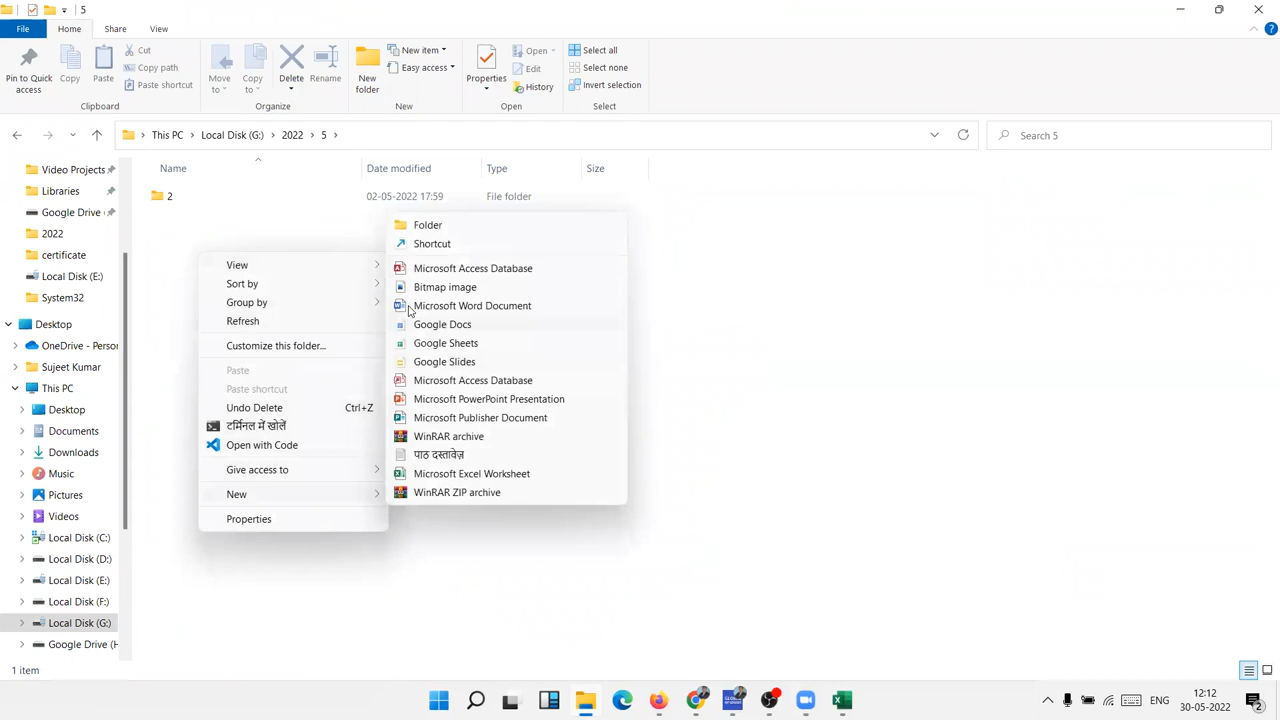 5
File
Home
Share
View
Pin to Quick access
Copy
Paste
Cut
Copy path
Paste shortcut
Clipboard
Move to
Copy to
Delete
Rename
Organize
New folder
New item
Easy access
New
Properties
Open
Edit
History
Open
Select all
Select none
Invert selection
Select
This PC
Local Disk (G:)
2022
5
Search 5
Name
Date modified
Type
Size
2
02-05-2022 17:59
File folder
Video Projects
Libraries
Google Drive
2022
certificate
Local Disk (E:)
System32
Desktop
OneDrive - Person
Sujeet Kumar
This PC
Desktop
Documents
Downloads
Music
Pictures
Videos
Local Disk (C:)
Local Disk (D:)
Local Disk (E:)
Local Disk (F:)
Local Disk (G:)
Google Drive (H
View
Sort by
Group by
Refresh
Customize this folder...
Paste
Paste shortcut
Undo Delete Ctrl+Z
टर्मिनल में खोलें
Open with Code
Give access to
New
Properties
Folder
Shortcut
Microsoft Access Database
Bitmap image
Microsoft Word Document
Google Docs
Google Sheets
Google Slides
Microsoft Access Database
Microsoft PowerPoint Presentation
Microsoft Publisher Document
WinRAR archive
पाठ दस्तावेज़
Microsoft Excel Worksheet
WinRAR ZIP archive
1 item
ENG
12:12
30-05-2022
2